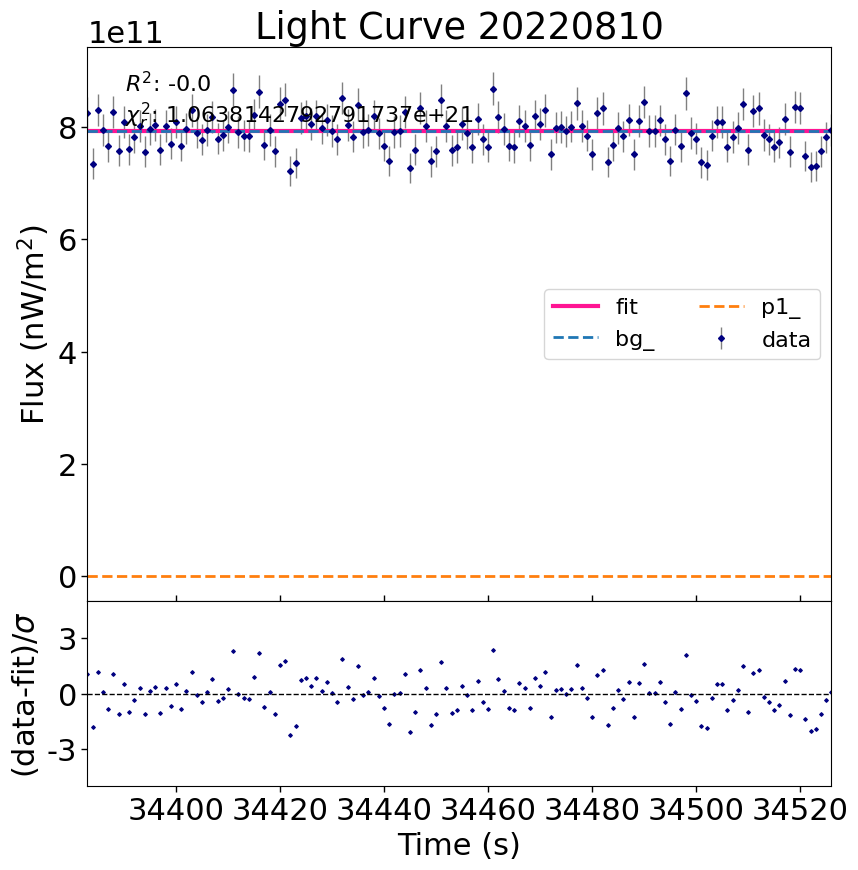 Light Curve 20220810
1e11
R²: -0.0
χ²ᵣ: 1.0638142792791737e+21
8
6
4
2
0
Flux (nW/m²)
fit
bg_
p1_
data
3
0
-3
(data-fit)/σ
34400 34420 34440 34460 34480 34500 34520
Time (s)